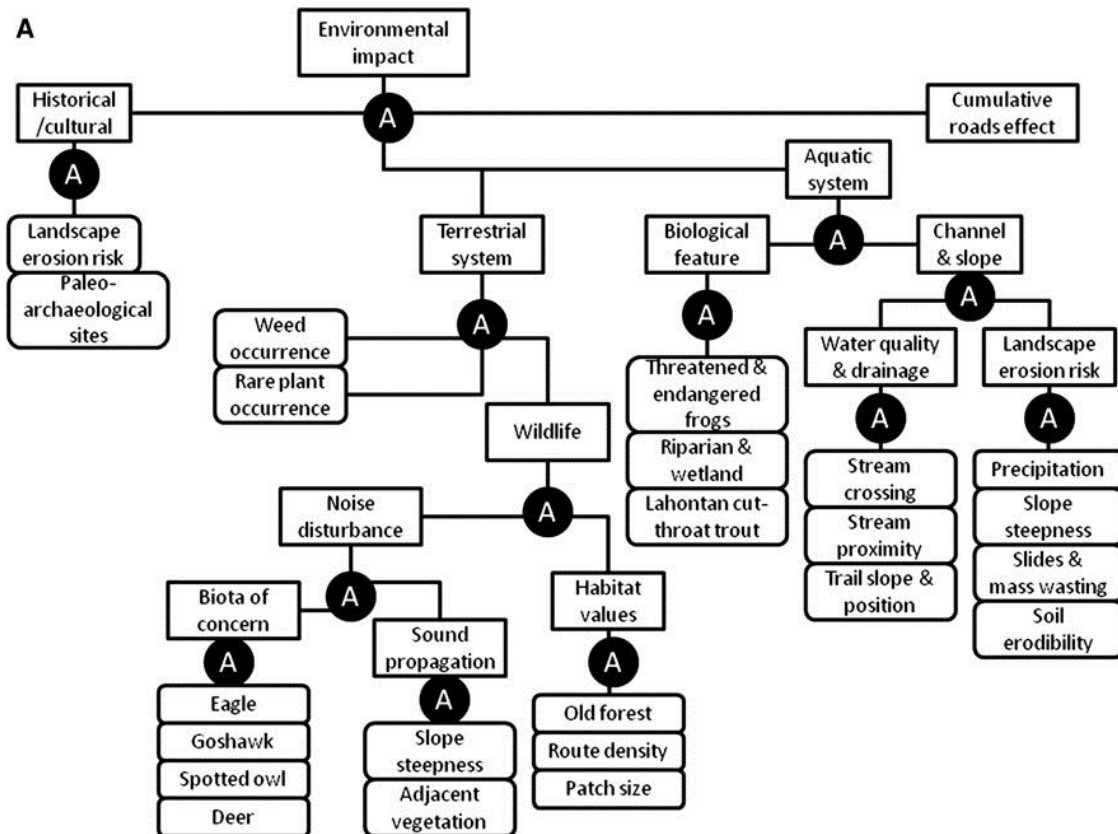 A
Environmental
impact
Historical
/cultural
A
Cumulative
roads effect
A
Landscape
erosion risk
Paleo-
archaeological
sites
Terrestrial
system
Aquatic
system
Biological
feature
A
Channel
& slope
Weed
occurrence
Rare plant
occurrence
A
A
A
Threatened &
endangered
frogs
Riparian &
wetland
Lahontan cut-
throat trout
Water quality
& drainage
Landscape
erosion risk
A
A
Stream
crossing
Stream
proximity
Trail slope &
position
Precipitation
Slope
steepness
Slides &
mass wasting
Soil
erodibility
Wildlife
A
Noise
disturbance
A
Biota of
concern
Sound
propagation
Habitat
values
A
A
A
Eagle
Goshawk
Spotted owl
Deer
Slope
steepness
Adjacent
vegetation
Old forest
Route density
Patch size